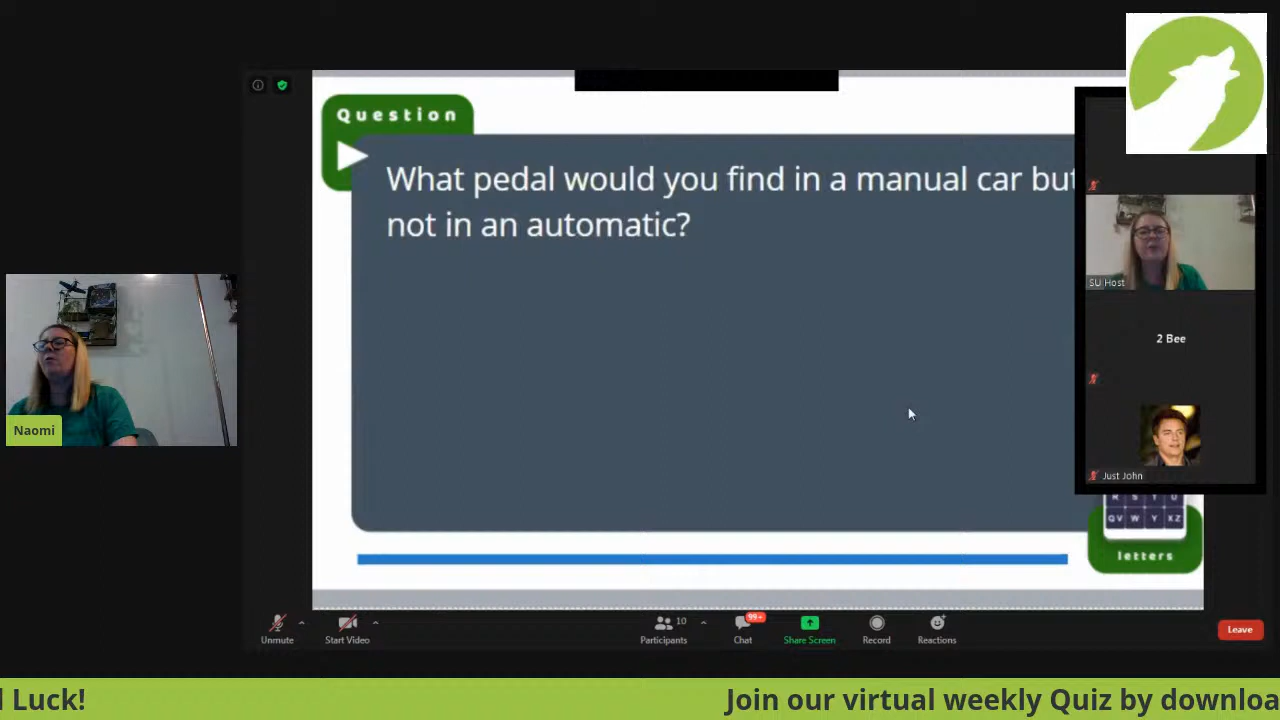 Question
What pedal would you find in a manual car but
not in an automatic?
SU Host
2 Bee
Just John
Naomi
R S T U
QV W Y XZ
letters
10
99+
Unmute
Start Video
Participants
Chat
Share Screen
Record
Reactions
Leave
d Luck!
Join our virtual weekly Quiz by downloa